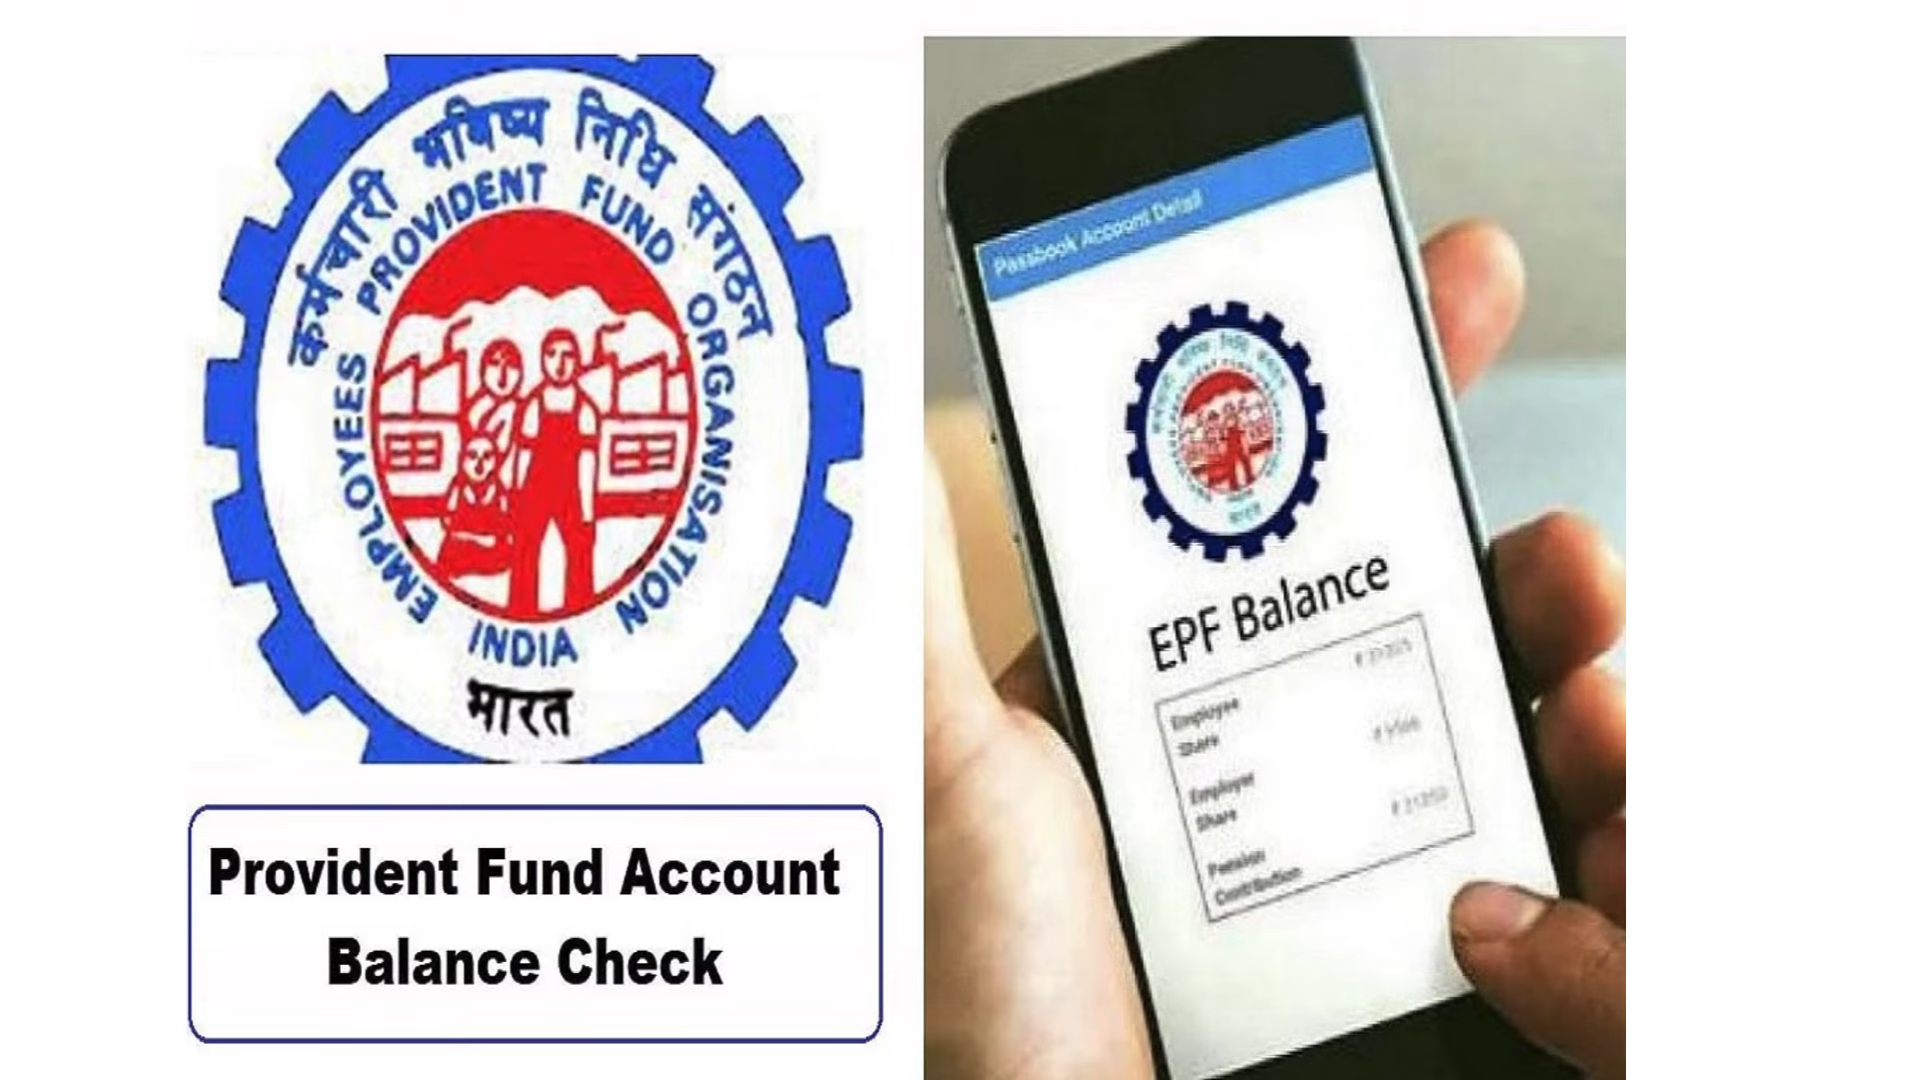 कर्मचारी भविष्य निधि संगठन
EMPLOYEES PROVIDENT FUND ORGANISATION
INDIA
भारत
Provident Fund Account
Balance Check
Passbook Account Detail
EPF Balance
Employee
Share
Employer
Share
Pension
Contribution